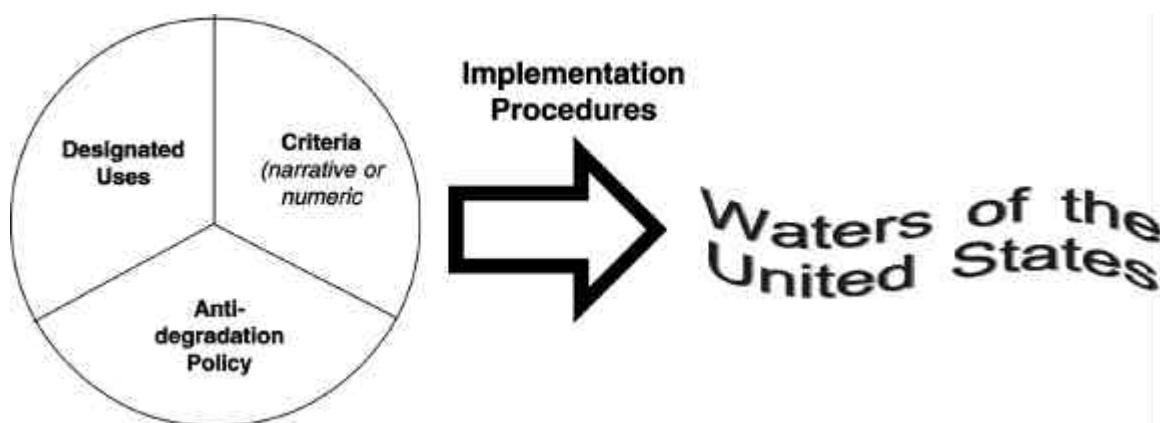 Designated
Uses
Criteria
(narrative or
numeric
Anti-
degradation
Policy
Implementation
Procedures
Waters of the
United States